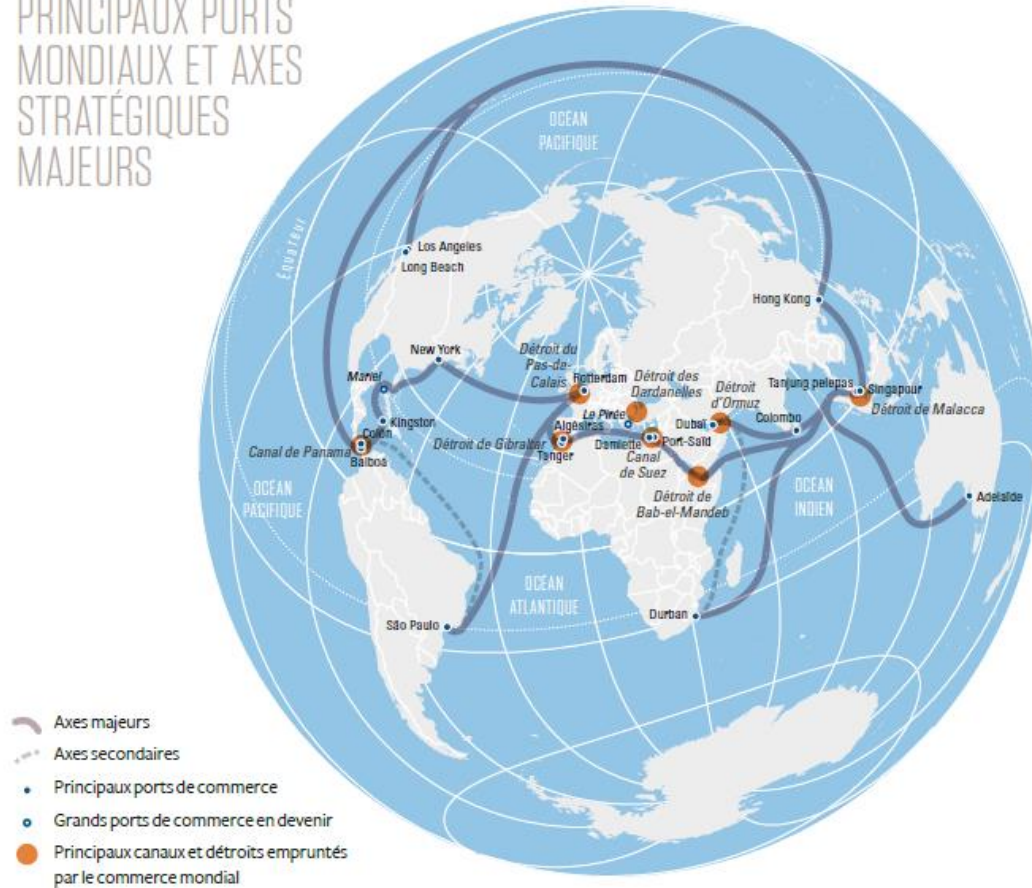 PRINCIPAUX PORTS
MONDIAUX ET AXES
STRATÉGIQUES
MAJEURS
OCÉAN
PACIFIQUE
Équateur
Los Angeles
Long Beach
Hong Kong
New York
Détroit du
Pas-de-
Calais
Rotterdam
Détroit des
Dardanelles
Détroit
d'Ormuz
Tanjung pelepas
Singapour
Détroit de Malacca
Mariel
Kingston
Le Pirée
Dubaï
Colombo
Colón
Canal de Panama
Balboa
Algésiras
Détroit de Gibraltar
Tanger
Damiette
Port-Saïd
Canal
de Suez
Détroit de
Bab-el-Mandeb
OCÉAN
PACIFIQUE
OCÉAN
INDIEN
Adelaïde
OCÉAN
ATLANTIQUE
São Paulo
Durban
Axes majeurs
Axes secondaires
Principaux ports de commerce
Grands ports de commerce en devenir
Principaux canaux et détroits empruntés
par le commerce mondial